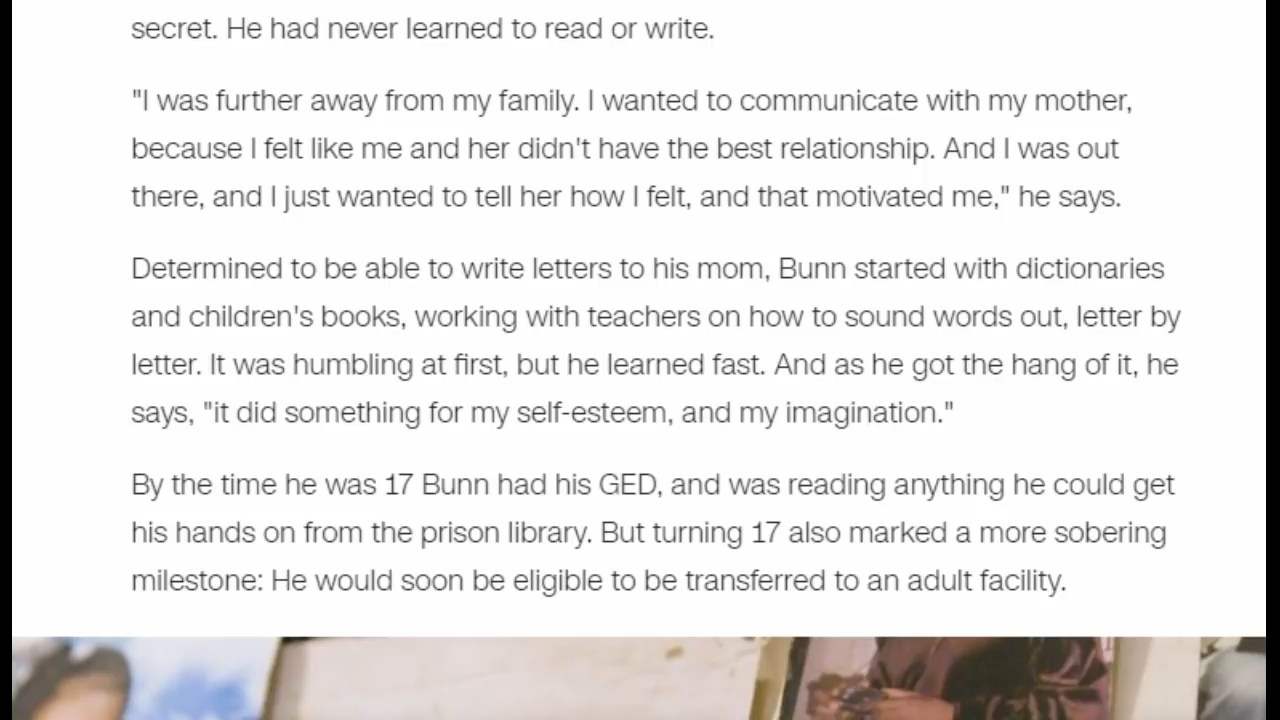 secret. He had never learned to read or write.
"I was further away from my family. I wanted to communicate with my mother,
because I felt like me and her didn't have the best relationship. And I was out
there, and I just wanted to tell her how I felt, and that motivated me," he says.
Determined to be able to write letters to his mom, Bunn started with dictionaries
and children's books, working with teachers on how to sound words out, letter by
letter. It was humbling at first, but he learned fast. And as he got the hang of it, he
says, "it did something for my self-esteem, and my imagination."
By the time he was 17 Bunn had his GED, and was reading anything he could get
his hands on from the prison library. But turning 17 also marked a more sobering
milestone: He would soon be eligible to be transferred to an adult facility.